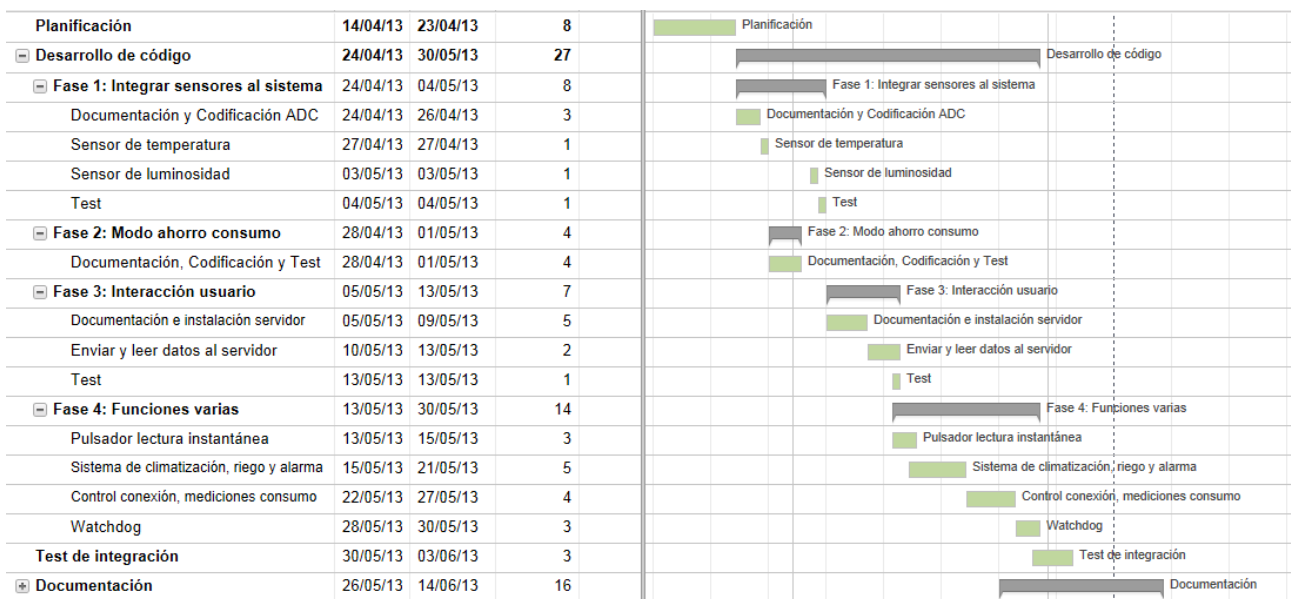 Planificación 14/04/13 23/04/13 8 Planificación
Desarrollo de código 24/04/13 30/05/13 27 Desarrollo de código
Fase 1: Integrar sensores al sistema 24/04/13 04/05/13 8 Fase 1: Integrar sensores al sistema
Documentación y Codificación ADC 24/04/13 26/04/13 3 Documentación y Codificación ADC
Sensor de temperatura 27/04/13 27/04/13 1 Sensor de temperatura
Sensor de luminosidad 03/05/13 03/05/13 1 Sensor de luminosidad
Test 04/05/13 04/05/13 1 Test
Fase 2: Modo ahorro consumo 28/04/13 01/05/13 4 Fase 2: Modo ahorro consumo
Documentación, Codificación y Test 28/04/13 01/05/13 4 Documentación, Codificación y Test
Fase 3: Interacción usuario 05/05/13 13/05/13 7 Fase 3: Interacción usuario
Documentación e instalación servidor 05/05/13 09/05/13 5 Documentación e instalación servidor
Enviar y leer datos al servidor 10/05/13 13/05/13 2 Enviar y leer datos al servidor
Test 13/05/13 13/05/13 1 Test
Fase 4: Funciones varias 13/05/13 30/05/13 14 Fase 4: Funciones varias
Pulsador lectura instantánea 13/05/13 15/05/13 3 Pulsador lectura instantánea
Sistema de climatización, riego y alarma 15/05/13 21/05/13 5 Sistema de climatización, riego y alarma
Control conexión, mediciones consumo 22/05/13 27/05/13 4 Control conexión, mediciones consumo
Watchdog 28/05/13 30/05/13 3 Watchdog
Test de integración 30/05/13 03/06/13 3 Test de integración
Documentación 26/05/13 14/06/13 16 Documentación